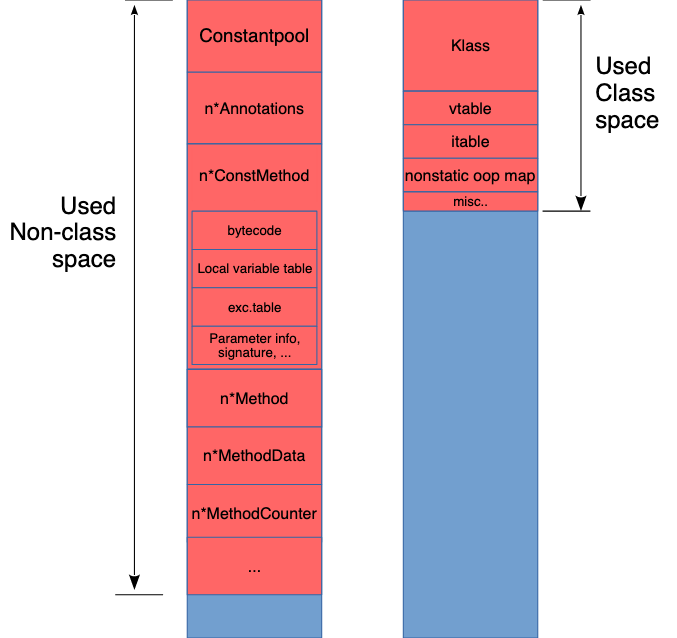 Used
Non-class
space
Constantpool
n*Annotations
n*ConstMethod
bytecode
Local variable table
exc.table
Parameter info,
signature, ...
n*Method
n*MethodData
n*MethodCounter
...
Klass
vtable
itable
nonstatic oop map
misc..
Used
Class
space